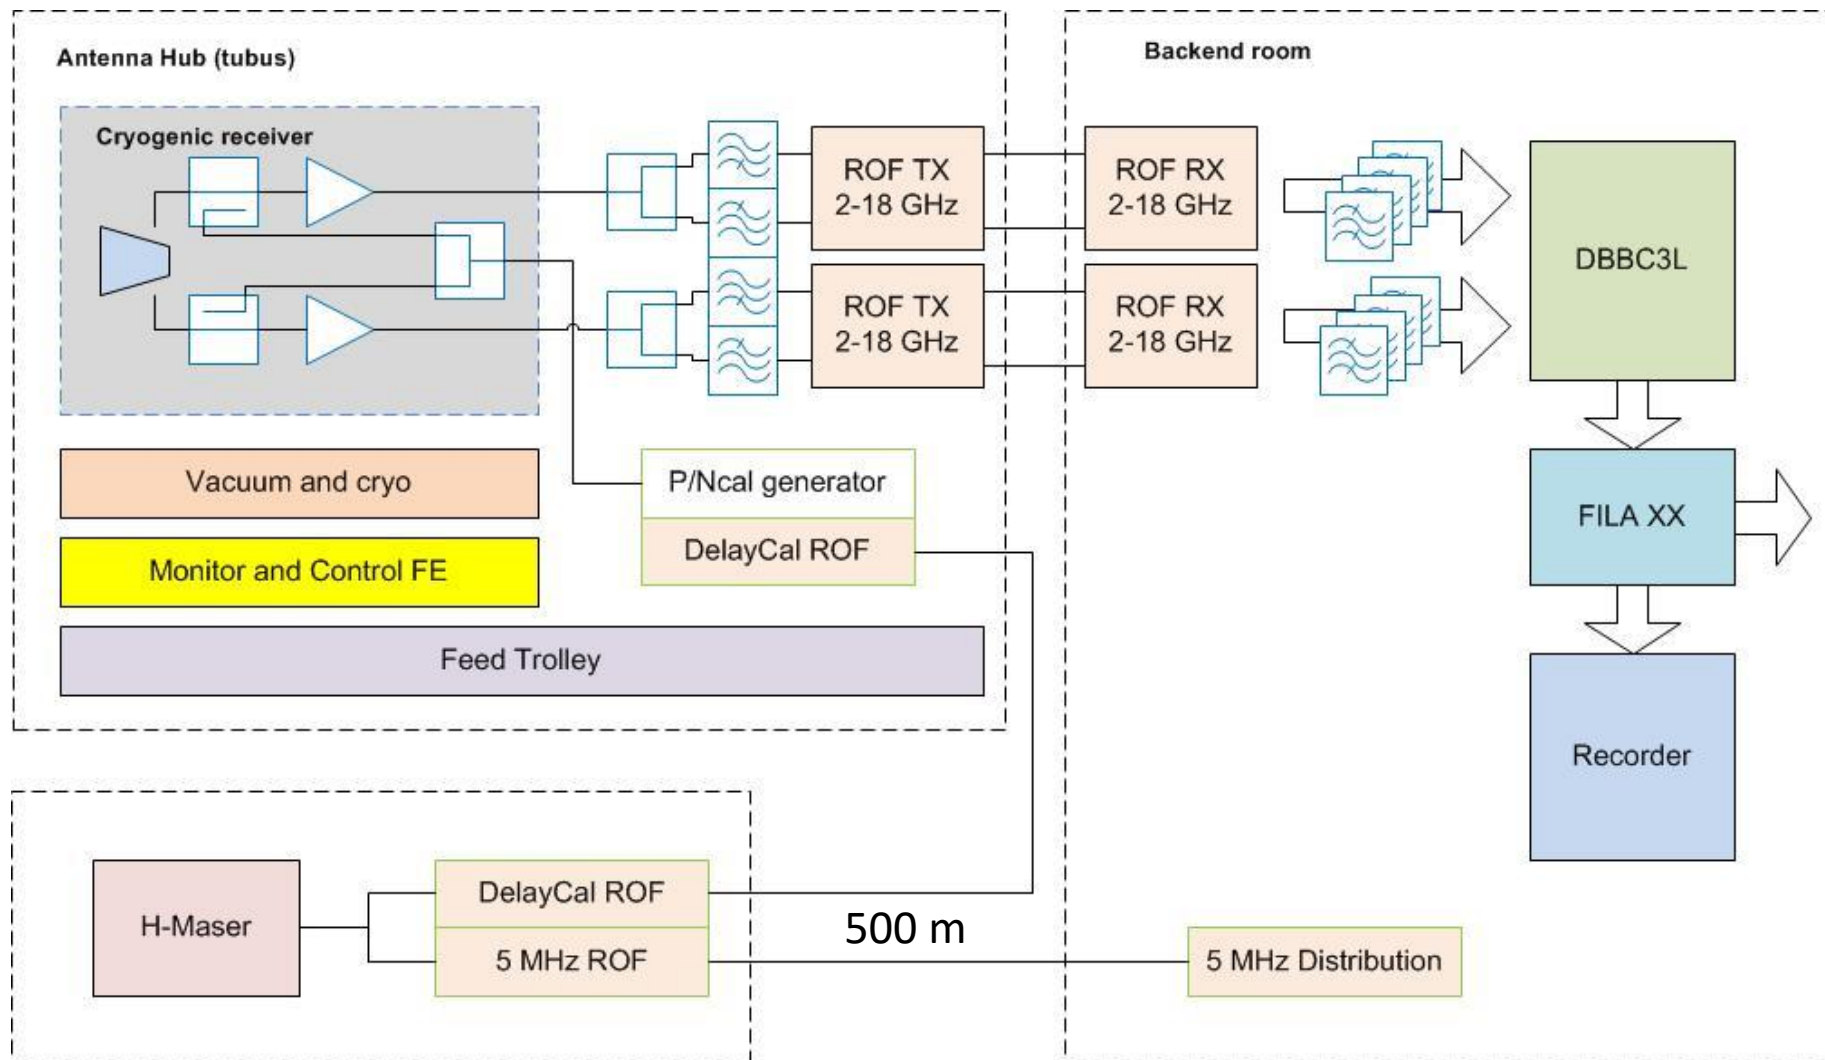 Antenna Hub (tubus)
Cryogenic receiver
ROF TX
2-18 GHz
ROF TX
2-18 GHz
Vacuum and cryo
Monitor and Control FE
Feed Trolley
P/Ncal generator
DelayCal ROF
Backend room
ROF RX
2-18 GHz
ROF RX
2-18 GHz
DBBC3L
FILA XX
Recorder
H-Maser
DelayCal ROF
5 MHz ROF
500 m
5 MHz Distribution